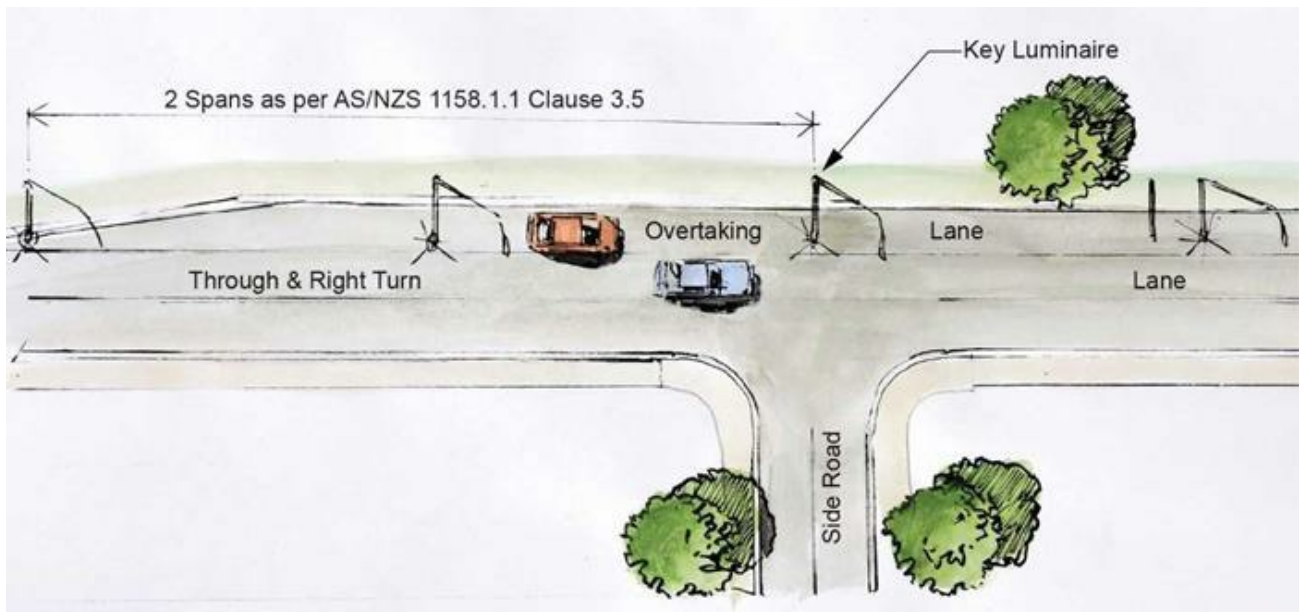 Key Luminaire
2 Spans as per AS/NZS 1158.1.1 Clause 3.5
Overtaking Lane
Through & Right Turn Lane
Side Road